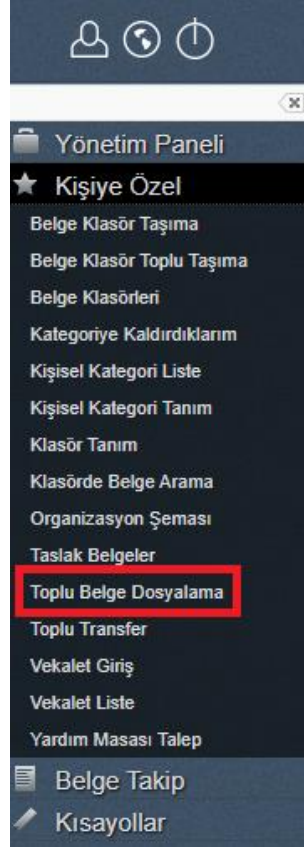 Yönetim Paneli
Kişiye Özel
Belge Klasör Taşıma
Belge Klasör Toplu Taşıma
Belge Klasörleri
Kategoriye Kaldırdıklarım
Kişisel Kategori Liste
Kişisel Kategori Tanım
Klasör Tanım
Klasörde Belge Arama
Organizasyon Şeması
Taslak Belgeler
Toplu Belge Dosyalama
Toplu Transfer
Vekalet Giriş
Vekalet Liste
Yardım Masası Talep
Belge Takip
Kısayollar